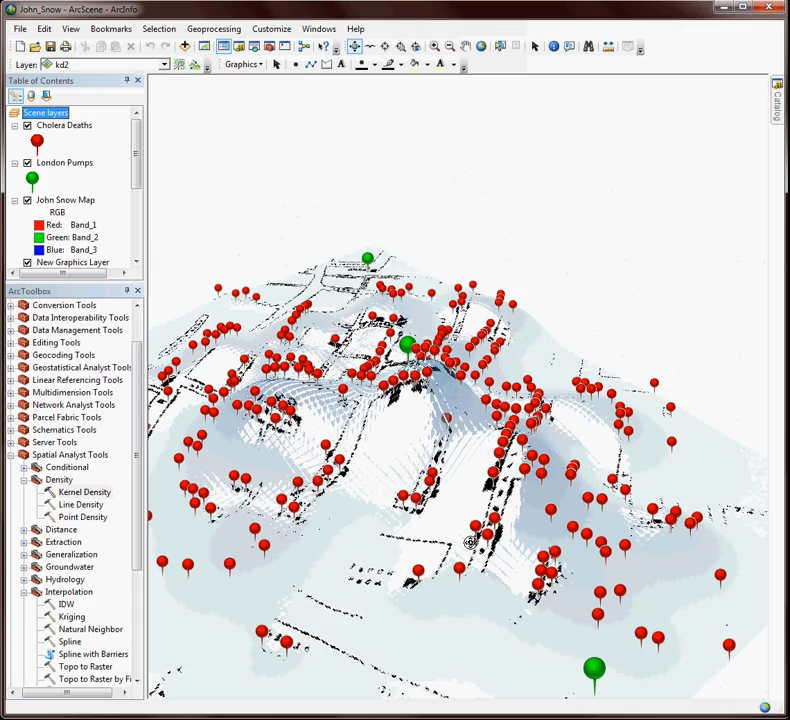 John_Snow - ArcScene - ArcInfo
File Edit View Bookmarks Selection Geoprocessing Customize Windows Help
Layer: kd2 Graphics A
Table of Contents
Scene layers
Cholera Deaths
London Pumps
John Snow Map
RGB
Red: Band_1
Green: Band_2
Blue: Band_3
New Graphics Layer
ArcToolbox
Conversion Tools
Data Interoperability Tools
Data Management Tools
Editing Tools
Geocoding Tools
Geostatistical Analyst Tools
Linear Referencing Tools
Multidimension Tools
Network Analyst Tools
Parcel Fabric Tools
Schematics Tools
Server Tools
Spatial Analyst Tools
Conditional
Density
Kernel Density
Line Density
Point Density
Distance
Extraction
Generalization
Groundwater
Hydrology
Interpolation
IDW
Kriging
Natural Neighbor
Spline
Spline with Barriers
Topo to Raster
Topo to Raster by Fi
Catalog